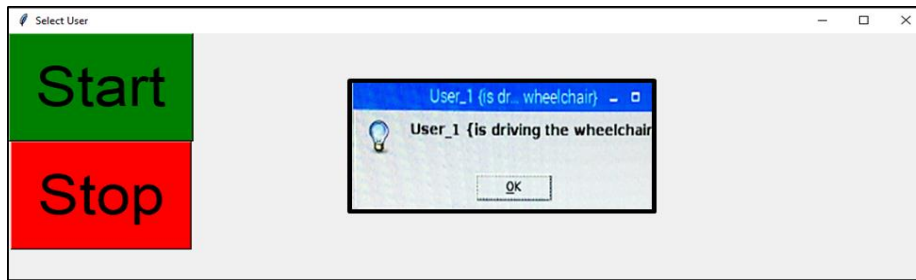 Select User
Start
Stop
User_1 {is dr... wheelchair}
User_1 {is driving the wheelchair
OK